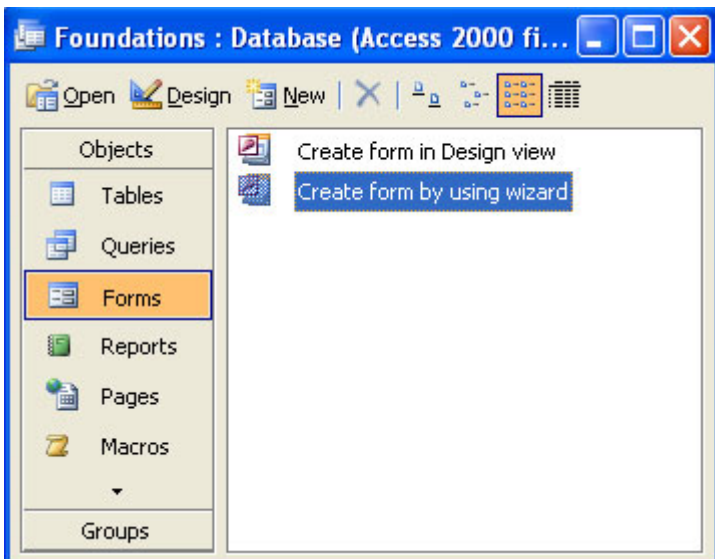 Foundations : Database (Access 2000 fi...
Open Design New
Objects
Tables
Queries
Forms
Reports
Pages
Macros
Groups
Create form in Design view
Create form by using wizard